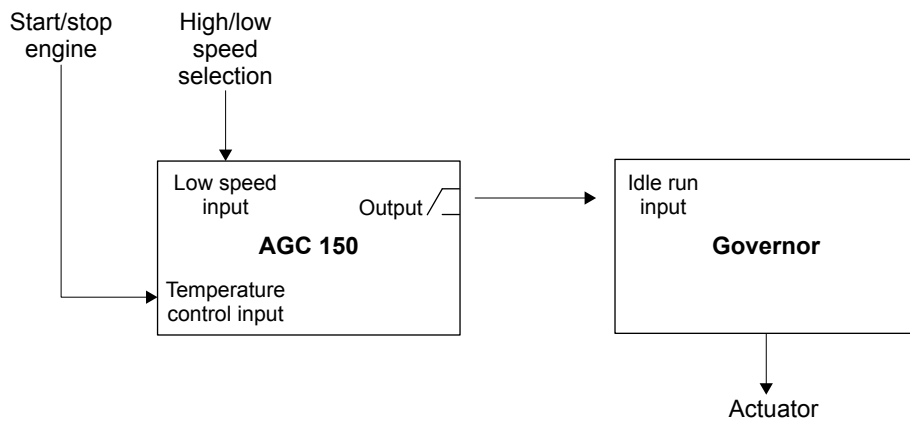 Start/stop
engine
High/low
speed
selection
Low speed
input
Output
AGC 150
Temperature
control input
Idle run
input
Governor
Actuator